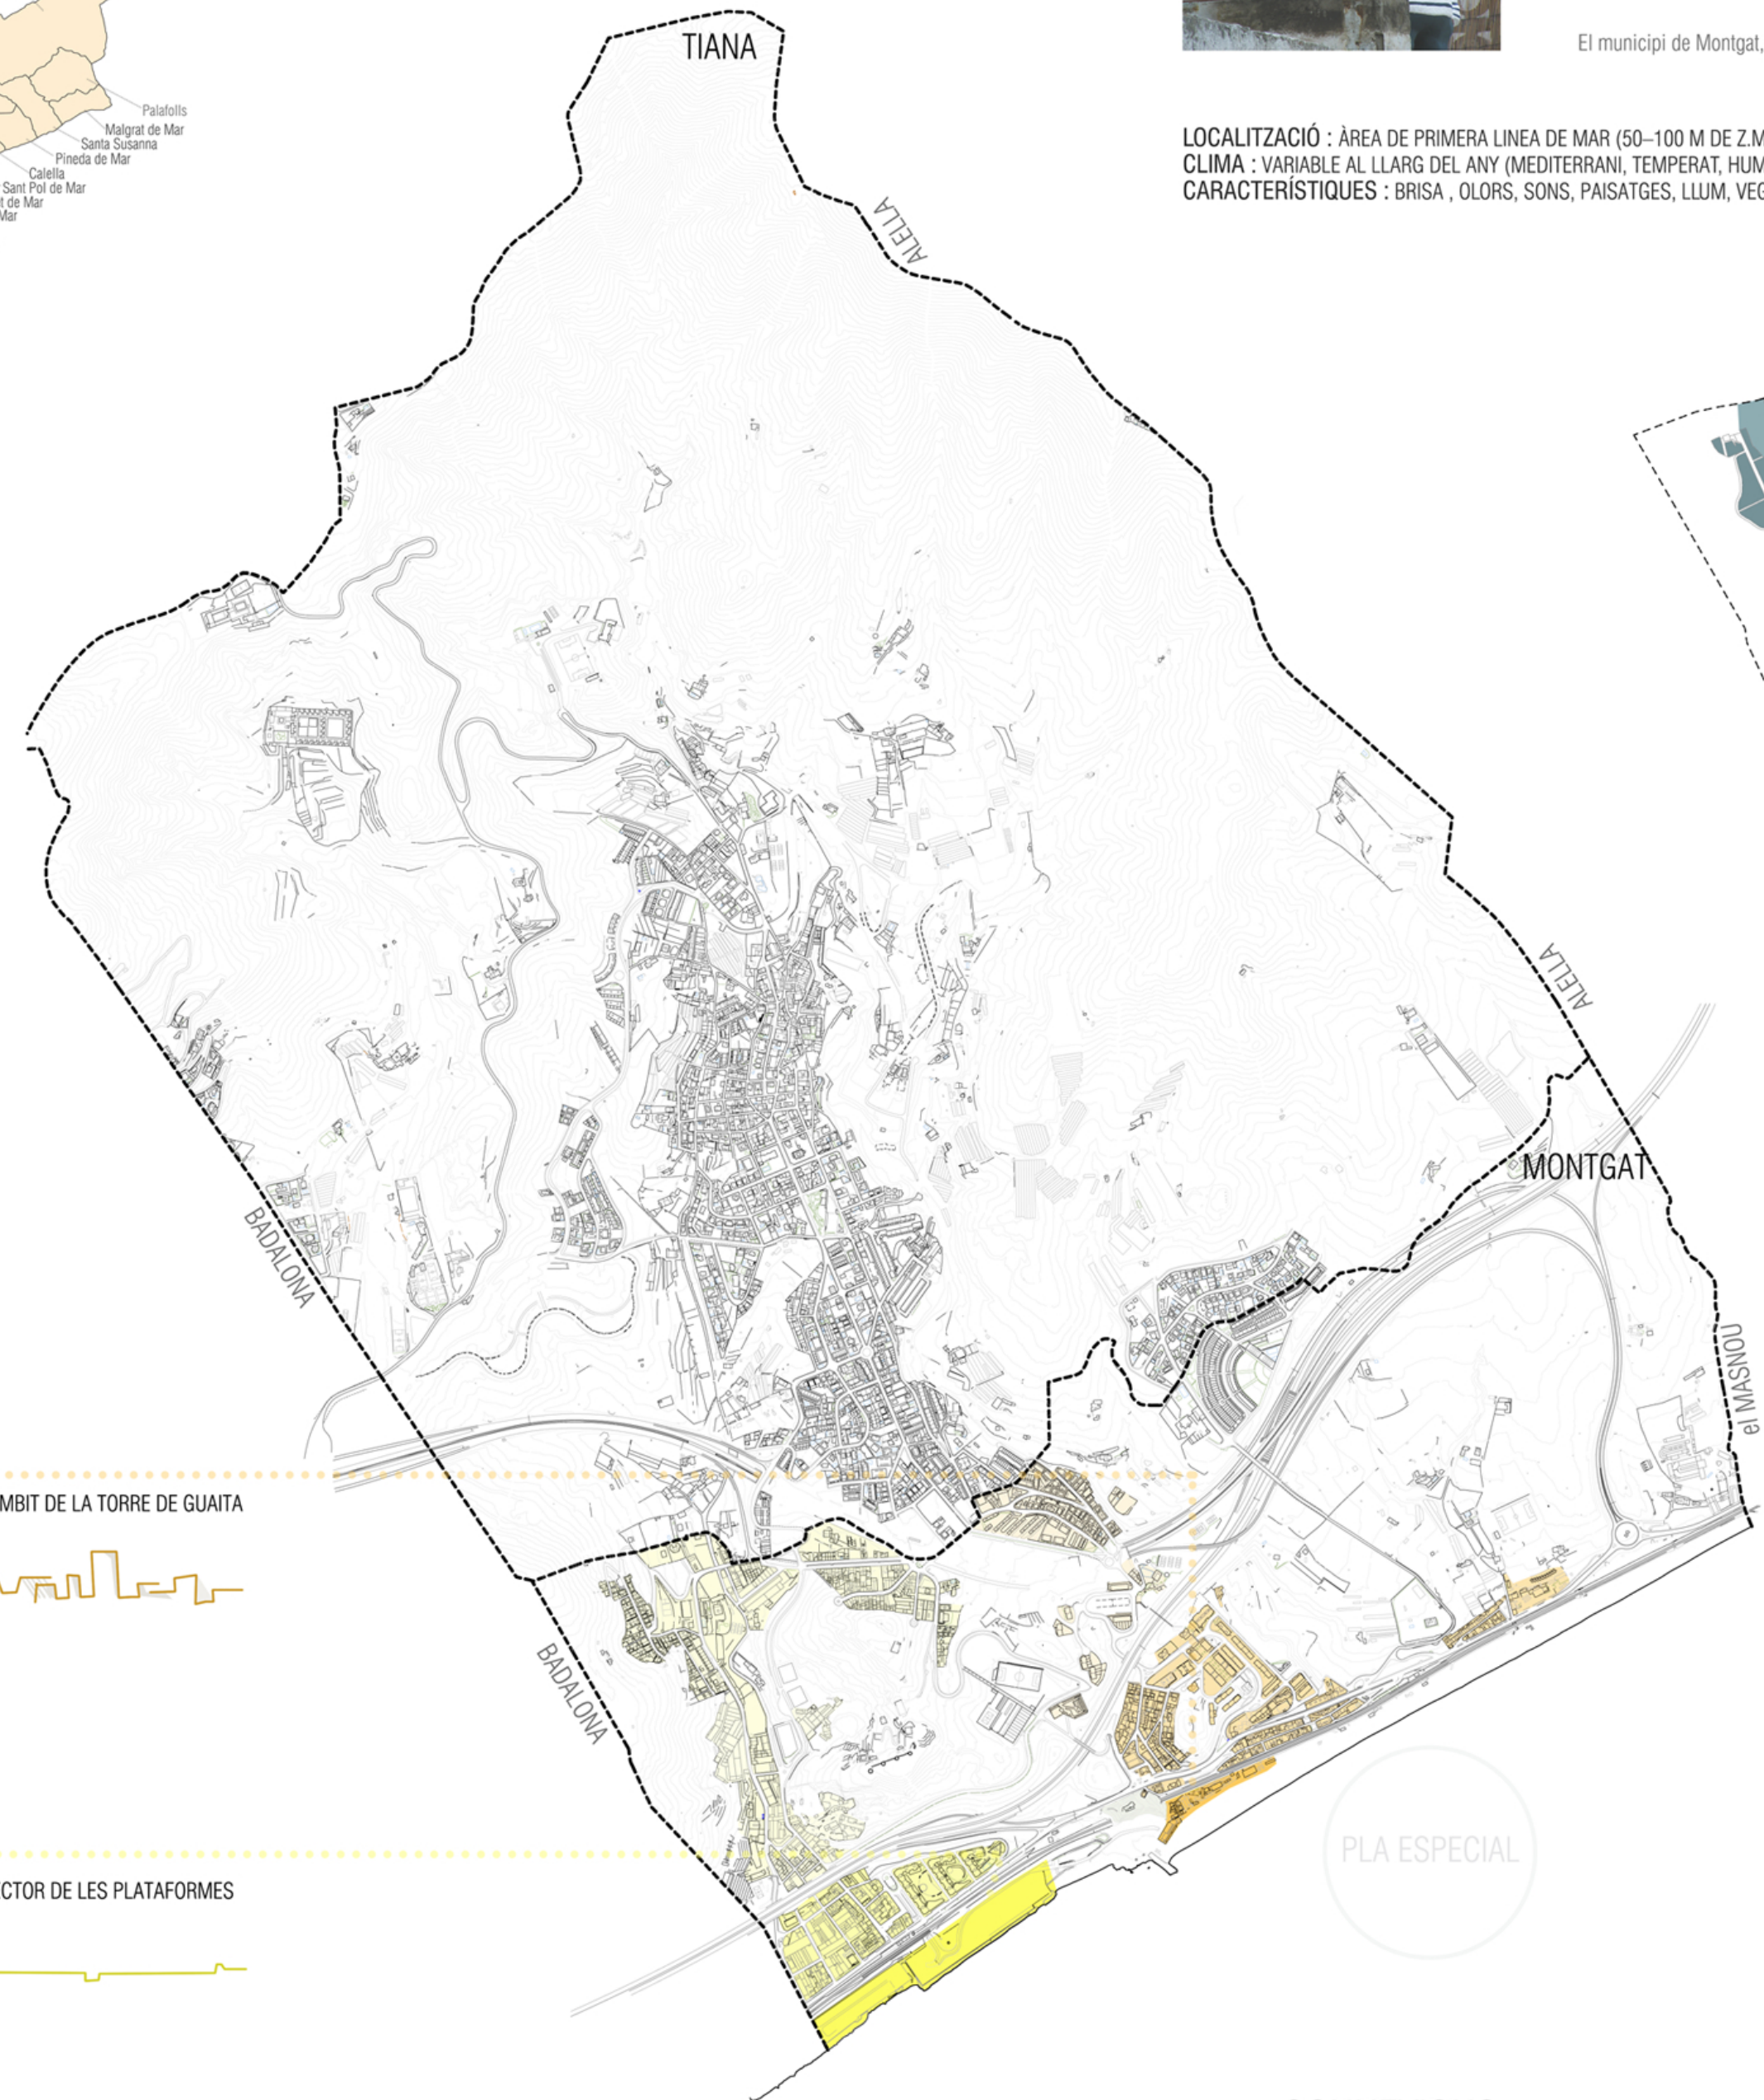 TIANA
El municipi de Montgat,
Palafolls
Malgrat de Mar
Santa Susanna
Pineda de Mar
Calella
Sant Pol de Mar
t de Mar
Mar
LOCALITZACIÓ : ÀREA DE PRIMERA LINEA DE MAR (50–100 M DE Z.M
CLIMA : VARIABLE AL LLARG DEL ANY (MEDITERRANI, TEMPERAT, HUM
CARACTERÍSTIQUES : BRISA , OLORS, SONS, PAISATGES, LLUM, VEG
ALELLA
ALELLA
MONTGAT
BADALONA
el MASNOU
MBIT DE LA TORRE DE GUAITA
BADALONA
PLA ESPECIAL
CTOR DE LES PLATAFORMES